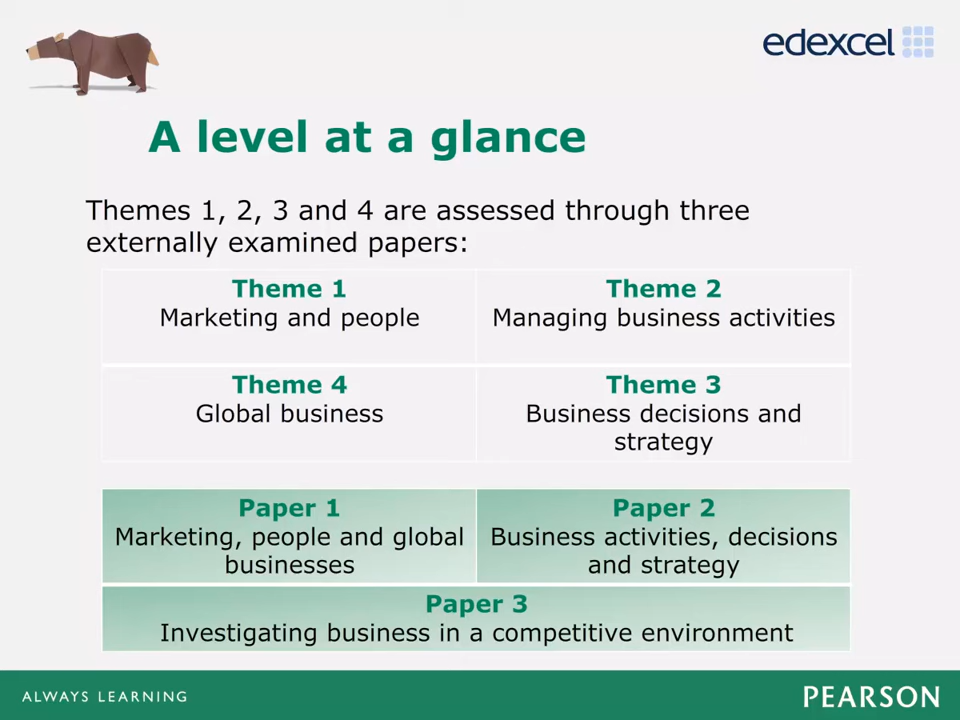 edexcel
A level at a glance
Themes 1, 2, 3 and 4 are assessed through three
externally examined papers:
Theme 1
Marketing and people
Theme 2
Managing business activities
Theme 4
Global business
Theme 3
Business decisions and
strategy
Paper 1
Marketing, people and global
businesses
Paper 2
Business activities, decisions
and strategy
Paper 3
Investigating business in a competitive environment
ALWAYS LEARNING
PEARSON